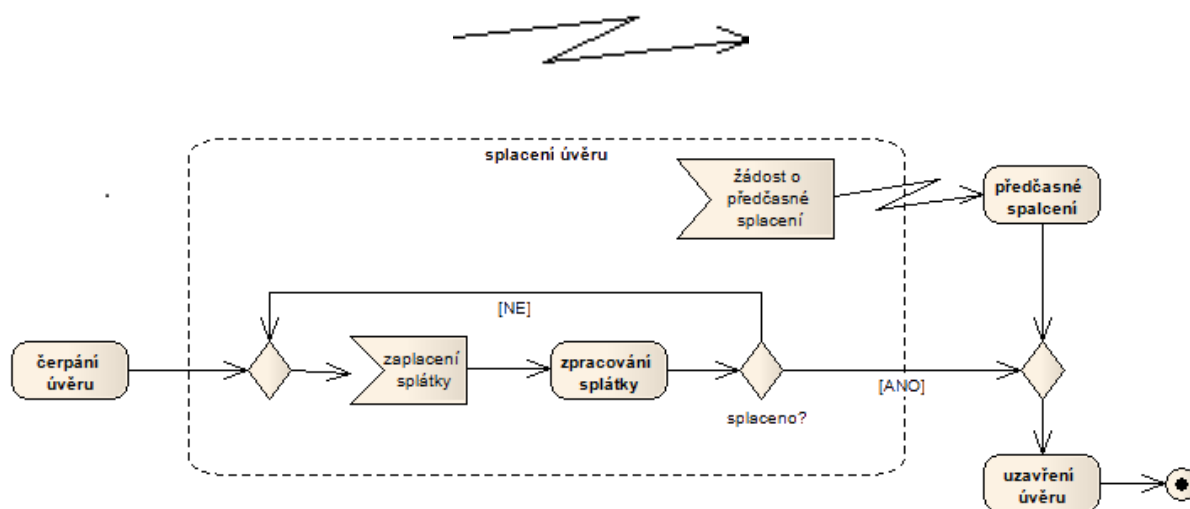 splacení úvěru
žádost o
předčasné
splacení
předčasné
spalcení
[NE]
čerpání
úvěru
zaplacení
splátky
zpracování
splátky
[ANO]
splaceno?
uzavření
úvěru